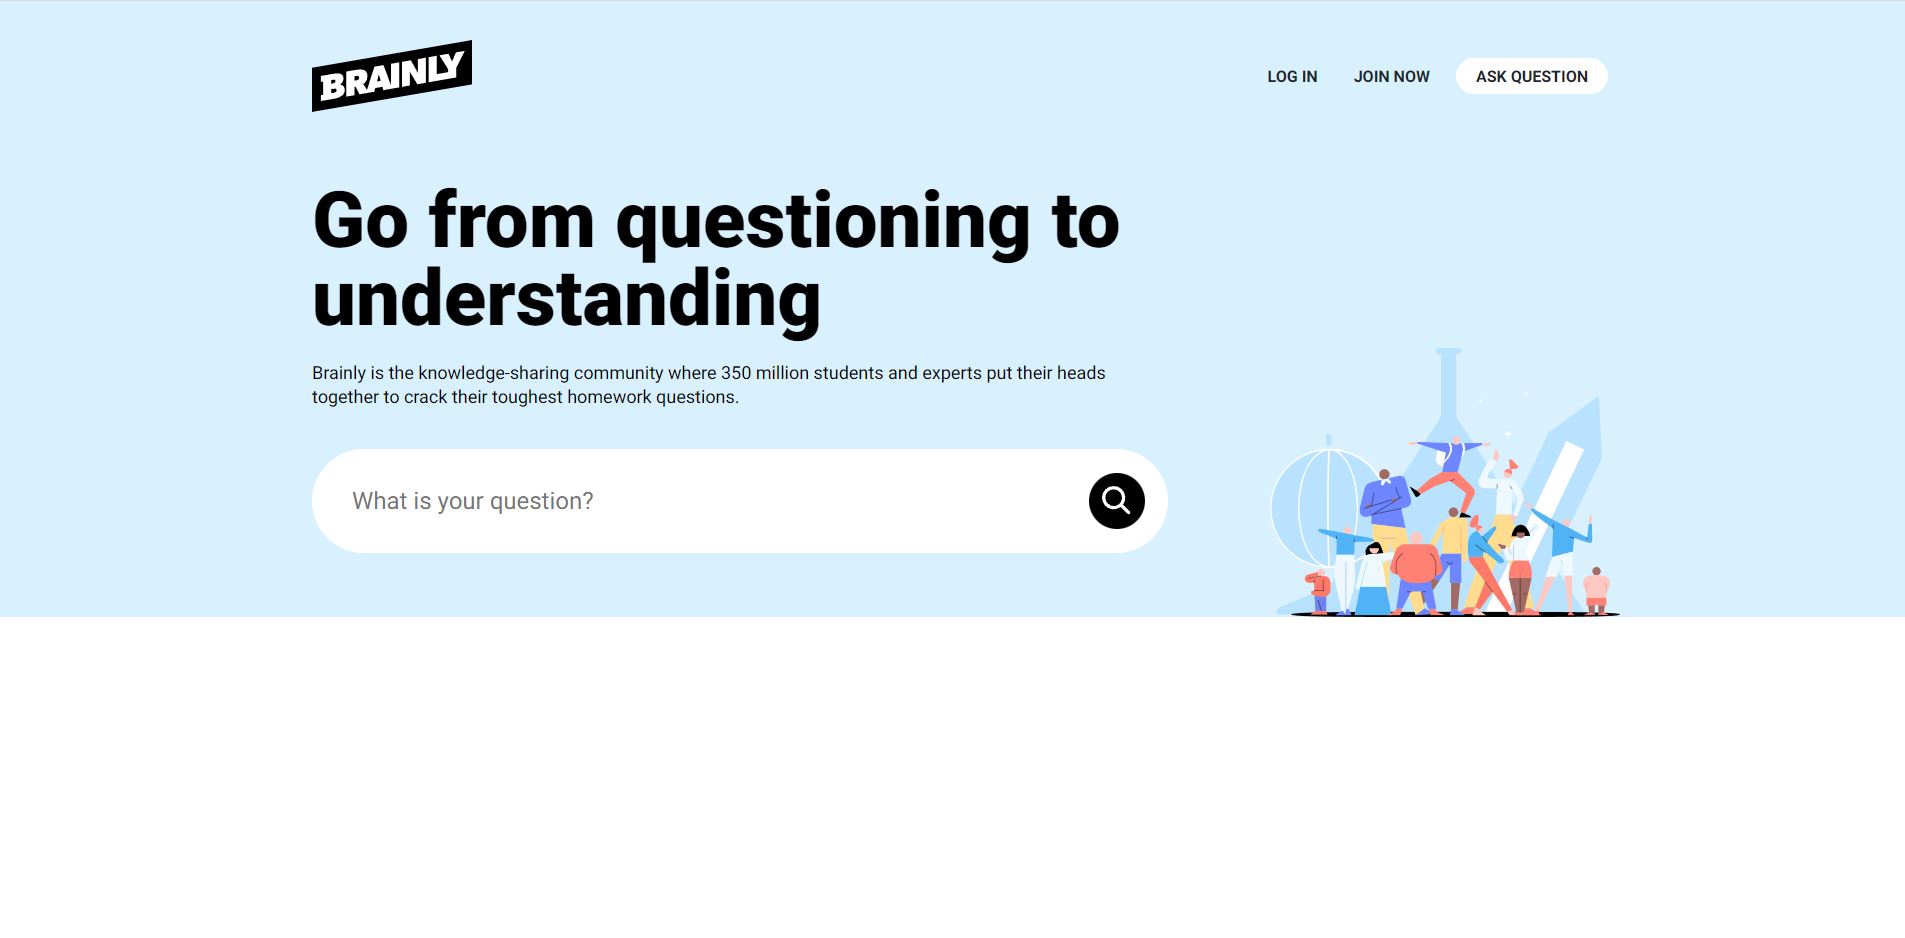 BRAINLY
LOG IN
JOIN NOW
ASK QUESTION
Go from questioning to
understanding
Brainly is the knowledge-sharing community where 350 million students and experts put their heads
together to crack their toughest homework questions.
What is your question?